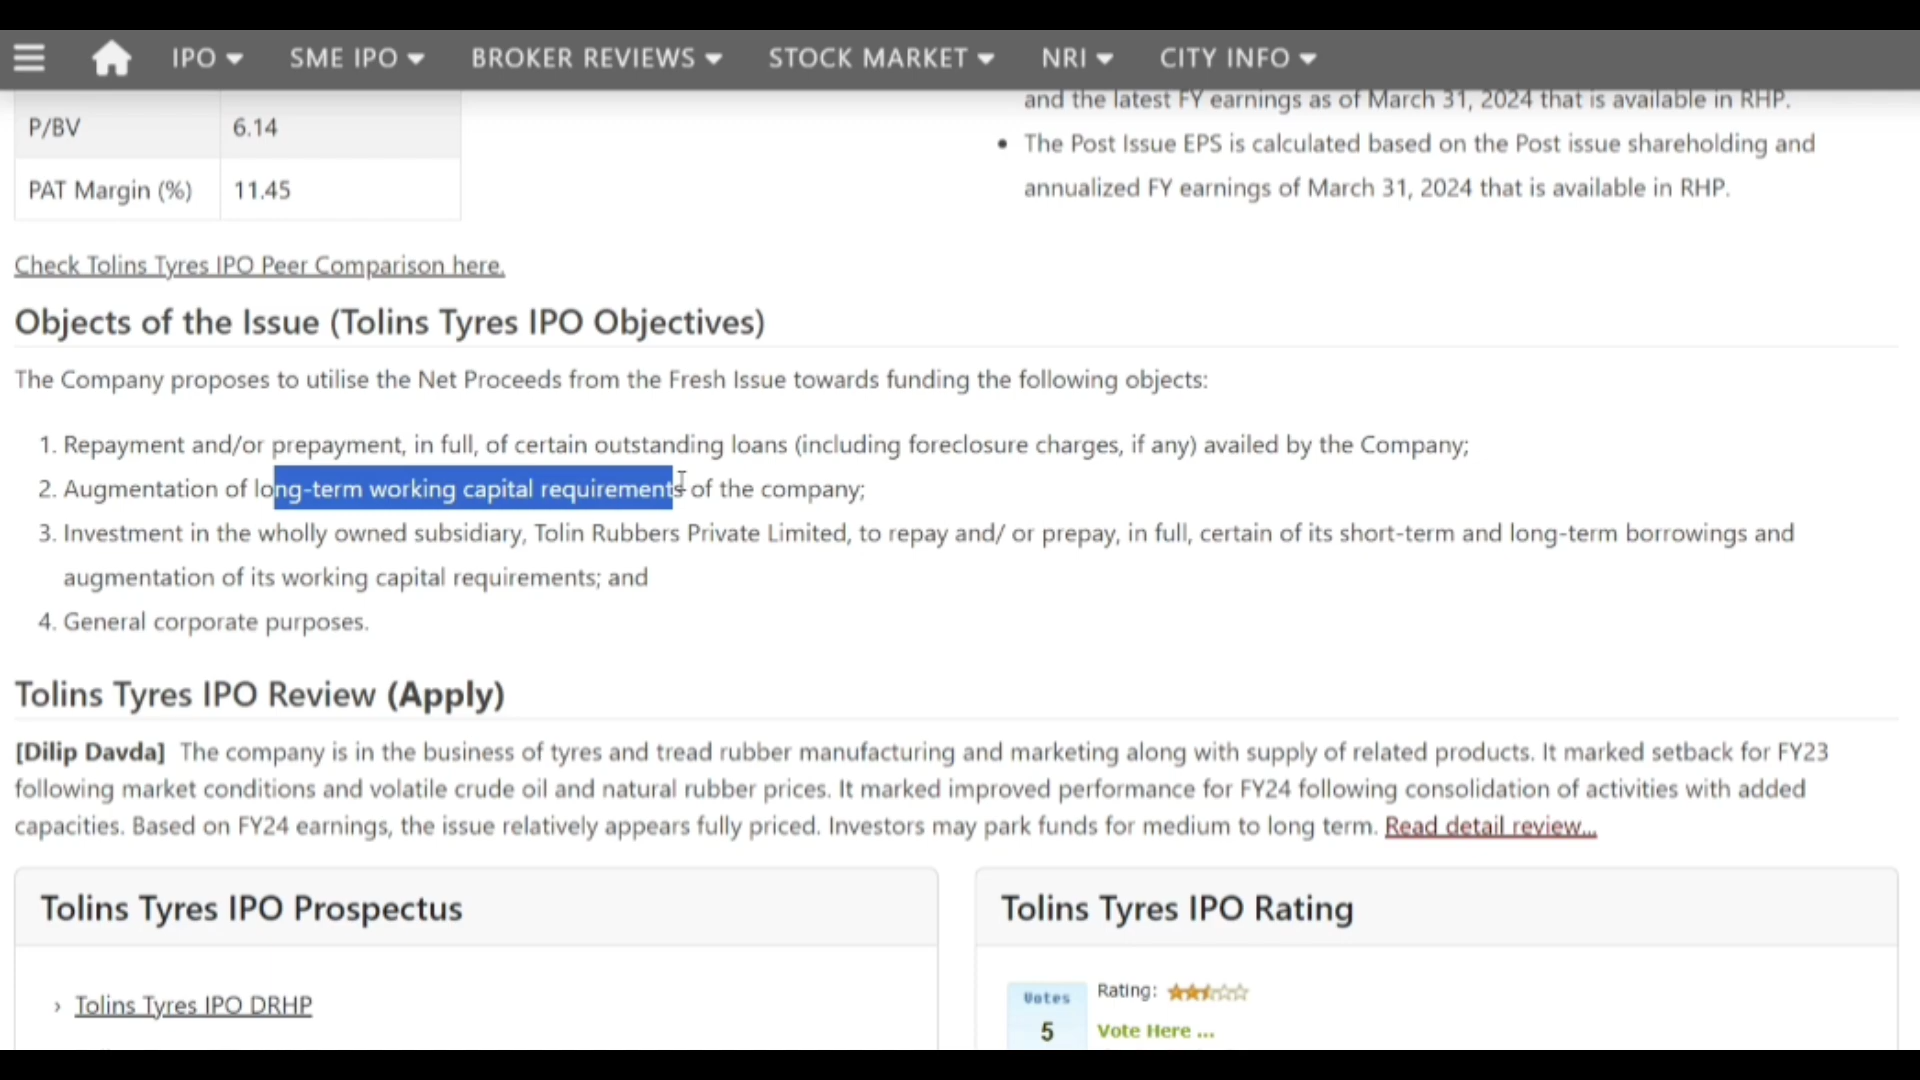 IPO SME IPO BROKER REVIEWS STOCK MARKET NRI CITY INFO
and the latest FY earnings as of March 31, 2024 that is available in RHP.
P/BV 6.14
• The Post Issue EPS is calculated based on the Post issue shareholding and
annualized FY earnings of March 31, 2024 that is available in RHP.
PAT Margin (%) 11.45
Check Tolins Tyres IPO Peer Comparison here.
Objects of the Issue (Tolins Tyres IPO Objectives)
The Company proposes to utilise the Net Proceeds from the Fresh Issue towards funding the following objects:
1. Repayment and/or prepayment, in full, of certain outstanding loans (including foreclosure charges, if any) availed by the Company;
2. Augmentation of long-term working capital requirements of the company;
3. Investment in the wholly owned subsidiary, Tolin Rubbers Private Limited, to repay and/ or prepay, in full, certain of its short-term and long-term borrowings and
augmentation of its working capital requirements; and
4. General corporate purposes.
Tolins Tyres IPO Review (Apply)
[Dilip Davda] The company is in the business of tyres and tread rubber manufacturing and marketing along with supply of related products. It marked setback for FY23
following market conditions and volatile crude oil and natural rubber prices. It marked improved performance for FY24 following consolidation of activities with added
capacities. Based on FY24 earnings, the issue relatively appears fully priced. Investors may park funds for medium to long term. Read detail review...
Tolins Tyres IPO Prospectus
› Tolins Tyres IPO DRHP
Tolins Tyres IPO Rating
Votes
5
Rating:
Vote Here ...